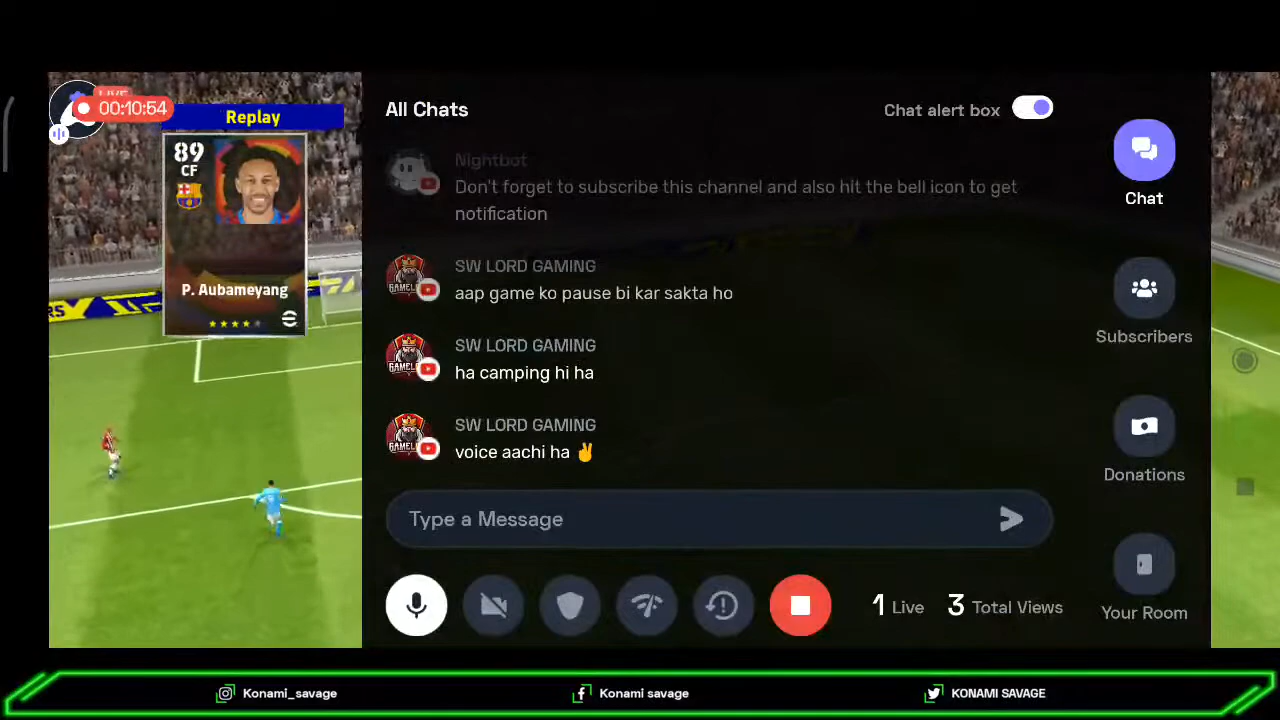 LIVE
00:10:54
Replay
89
CF
P. Aubameyang
All Chats
Chat alert box
Nightbot
Don't forget to subscribe this channel and also hit the bell icon to get
notification
SW LORD GAMING
aap game ko pause bi kar sakta ho
SW LORD GAMING
ha camping hi ha
SW LORD GAMING
voice aachi ha ✌
Type a Message
1 Live 3 Total Views
Chat
Subscribers
Donations
Your Room
Konami_savage
Konami savage
KONAMI SAVAGE